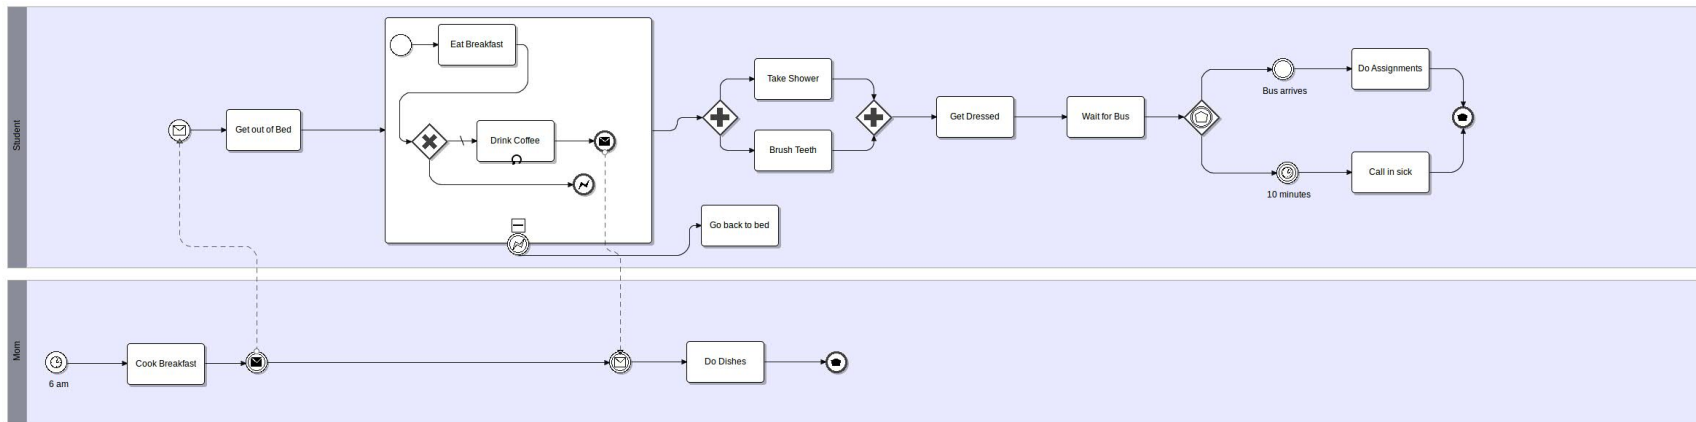 Student
Eat Breakfast
Get out of Bed
Drink Coffee
Take Shower
Brush Teeth
Go back to bed
Get Dressed
Wait for Bus
Bus arrives
Do Assignments
10 minutes
Call in sick
Mom
6 am
Cook Breakfast
Do Dishes